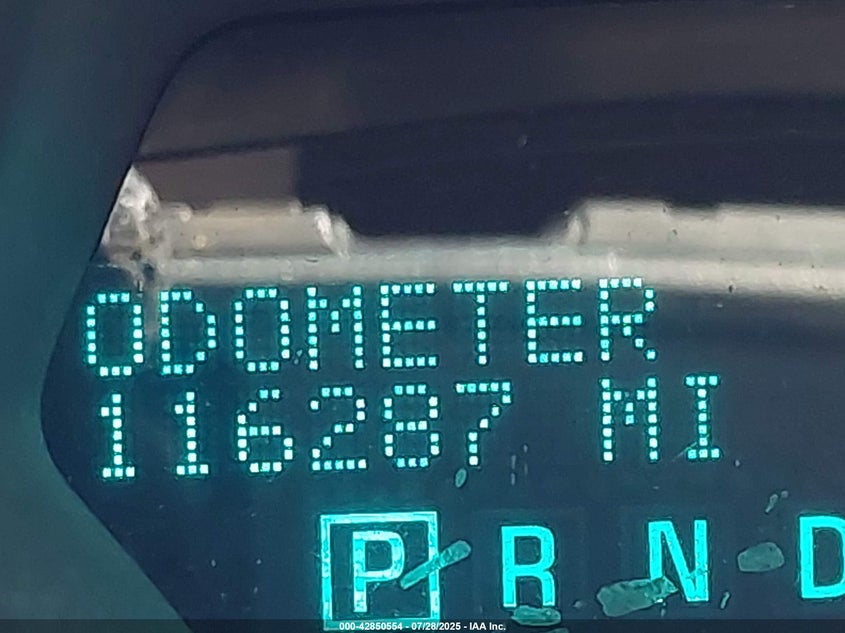 ODOMETER
116287 MI
P R N D
000-42850554 - 07/28/2025 - IAA Inc.